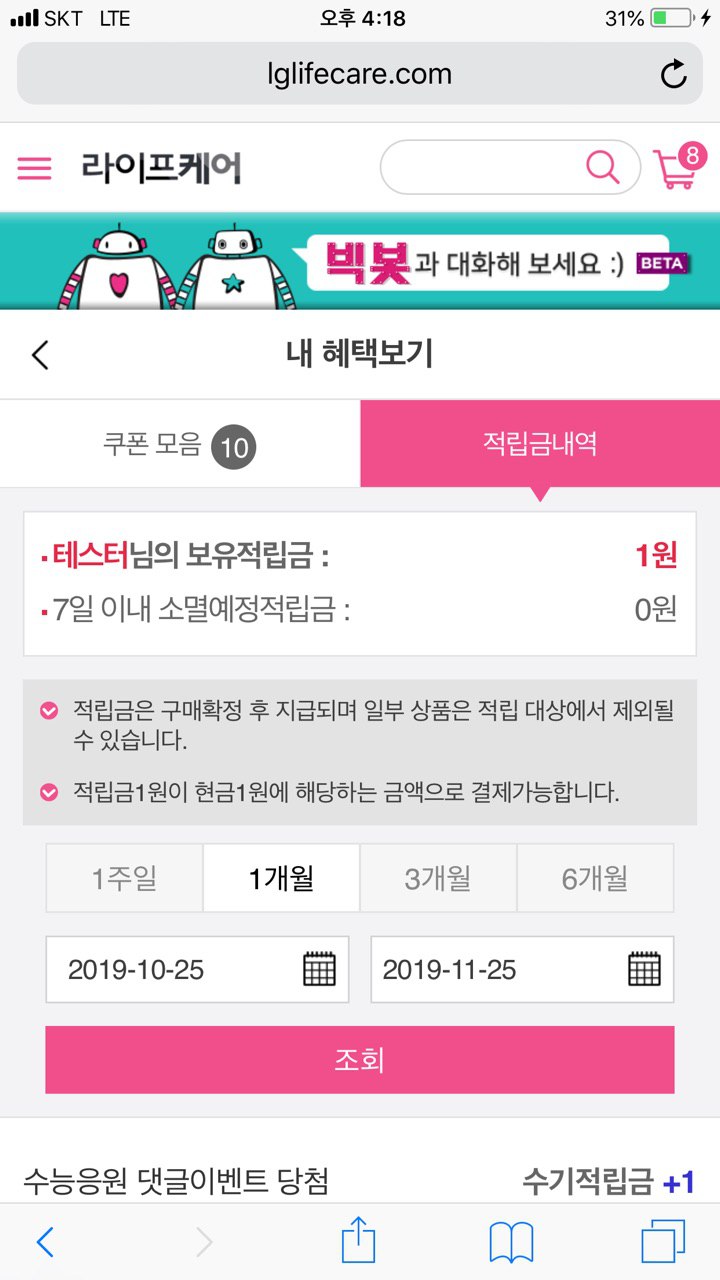 SKT LTE 오후 4:18 31%
lglifecare.com
라이프케어 8
빅봇과 대화해 보세요 :) BETA
내 혜택보기
쿠폰 모음 10 적립금내역
테스터님의 보유적립금 : 1원
7일 이내 소멸예정적립금 : 0원
적립금은 구매확정 후 지급되며 일부 상품은 적립 대상에서 제외될
수 있습니다.
적립금1원이 현금1원에 해당하는 금액으로 결제가능합니다.
1주일 1개월 3개월 6개월
2019-10-25 2019-11-25
조회
수능응원 댓글이벤트 당첨 수기적립금 +1